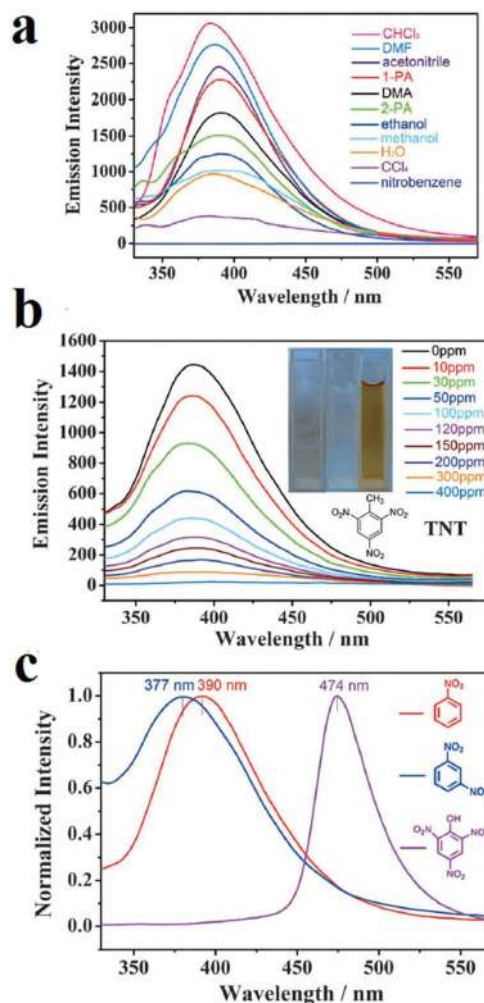 a
Emission Intensity
3000
2500
2000
1500
1000
500
0
350 400 450 500 550
Wavelength / nm
CHCl₃
DMF
acetonitrile
1-PA
DMA
2-PA
ethanol
methanol
H₂O
CCl₄
nitrobenzene
b
Emission Intensity
1600
1400
1200
1000
800
600
400
200
0
350 400 450 500 550
Wavelength / nm
0ppm
10ppm
30ppm
50ppm
100ppm
120ppm
150ppm
200ppm
300ppm
400ppm
CH₃
O₂N NO₂
NO₂
TNT
c
Normalized Intensity
377 nm 390 nm 474 nm
1.0
0.8
0.6
0.4
0.2
0.0
350 400 450 500 550
Wavelength / nm
NO₂
NO₂
NO
OH
NO₂ NO
NO₂